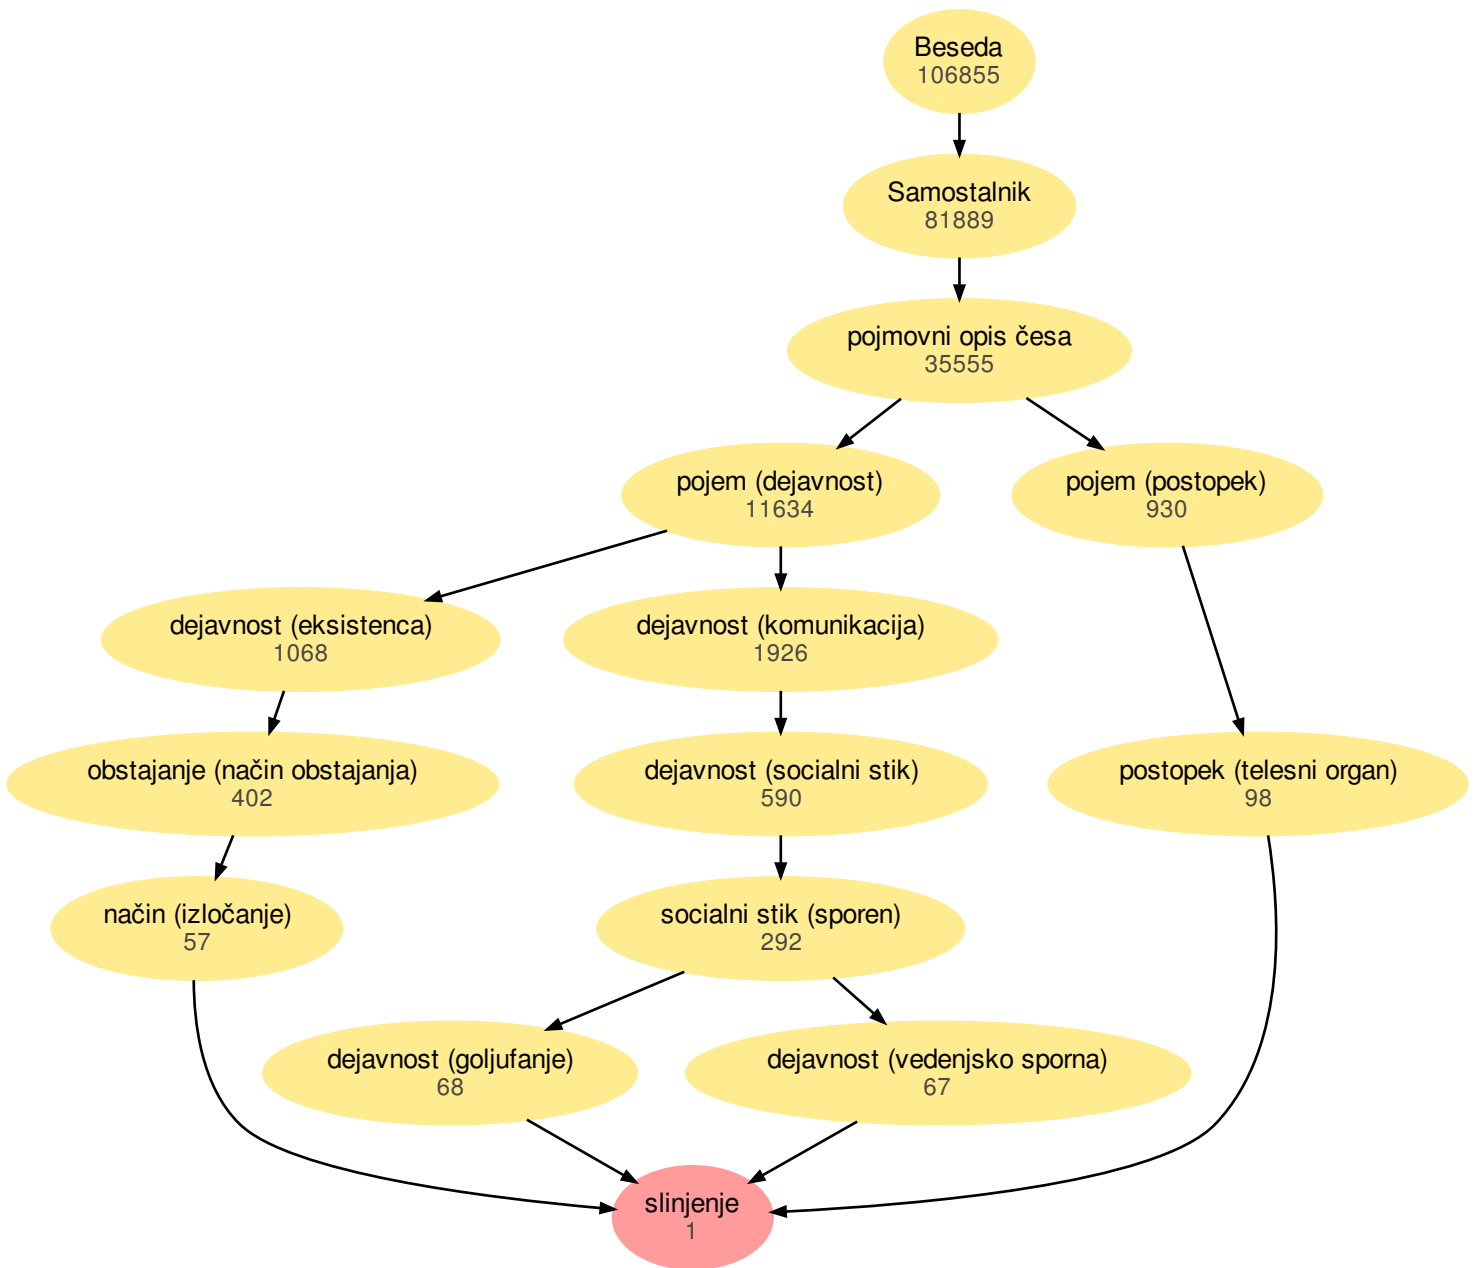 Beseda
106855
Samostalnik
81889
pojmovni opis česa
35555
pojem (dejavnost)
11634
pojem (postopek)
930
dejavnost (eksistenca)
1068
dejavnost (komunikacija)
1926
obstajanje (način obstajanja)
402
dejavnost (socialni stik)
590
postopek (telesni organ)
98
način (izločanje)
57
socialni stik (sporen)
292
dejavnost (goljufanje)
68
dejavnost (vedenjsko sporna)
67
slinjenje
1